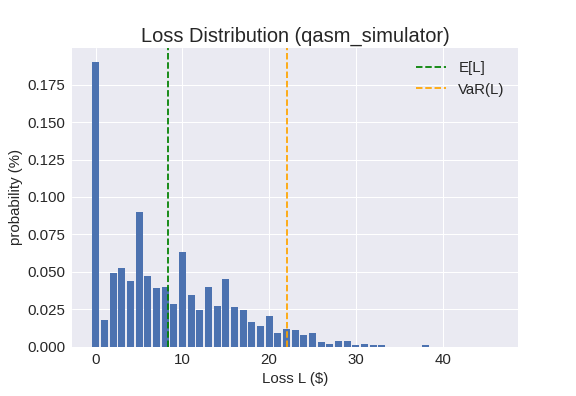 Loss Distribution (qasm_simulator)
E[L]
VaR(L)
0.175
0.150
0.125
0.100
0.075
0.050
0.025
0.000
probability (%)
0 10 20 30 40
Loss L ($)